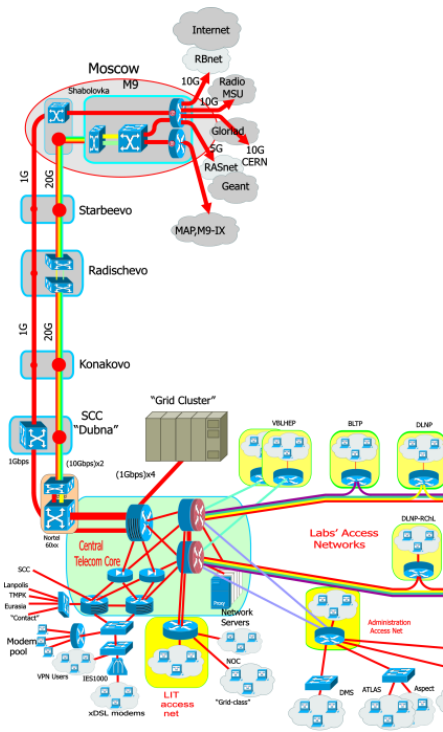 Internet
RBnet
Moscow
M9
Shabolovka
10G
10G
Radio
MSU
Gloriad
5G
10G
CERN
RASnet
Geant
MAP,M9-IX
1G
20G
Starbeevo
Radischevo
1G
20G
Konakovo
SCC
"Dubna"
1Gbps
(10Gbps)x2
"Grid Cluster"
(1Gbps)x4
VBLHEP
BLTP
DLNP
Nortel
60xx
Central
Telecom Core
Labs' Access
Networks
DLNP-RChL
SCC
Lanpolis
TMPK
Eurasia
"Contact"
Modem
pool
VPN Users
IES1000
xDSL modems
Proxy
Network
Servers
LIT
access
net
NOC
"Grid-class"
Administration
Access Net
DMS
ATLAS
Aspect